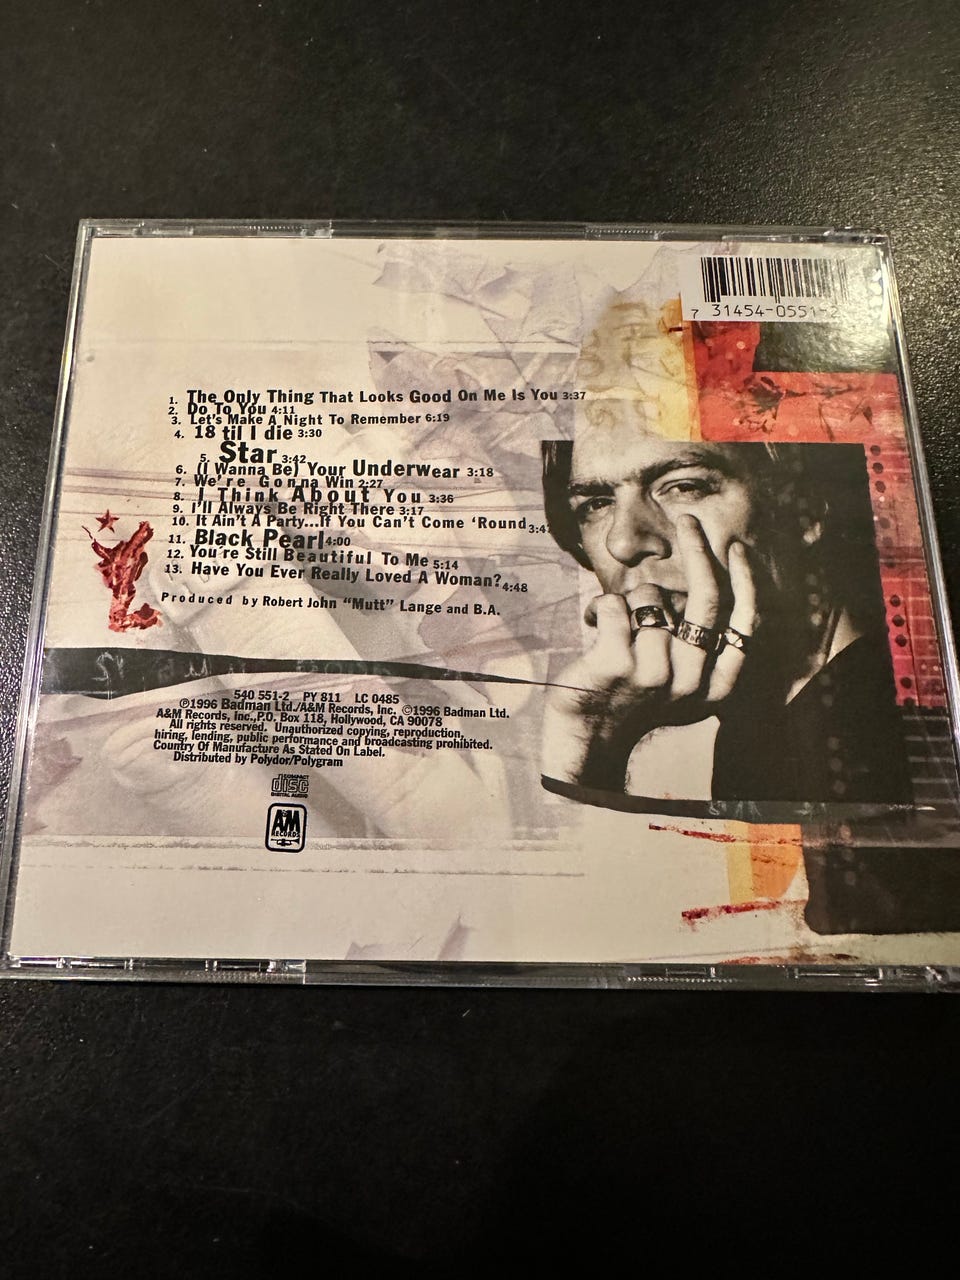 7 31454-0551-2
1. The Only Thing That Looks Good On Me Is You 3:37
2. Do To You 4:11
3. Let's Make A Night To Remember 6:19
4. 18 til I die 3:30
5. Star 3:42
6. (I Wanna Be) Your Underwear 3:18
7. We're Gonna Win 2:27
8. I Think About You 3:36
9. I'll Always Be Right There 3:17
10. It Ain't A Party...If You Can't Come 'Round
11. Black Pearl 4:00
12. You're Still Beautiful To Me 5:14
13. Have You Ever Really Loved A Woman? 4:48
Produced by Robert John "Mutt" Lange and B.A.
540 551-2 PY 811 LC 0485
℗1996 Badman Ltd./A&M Records, Inc. ©1996 Badman Ltd.
A&M Records, Inc.,P.O. Box 118, Hollywood, CA 90078
All rights reserved. Unauthorized copying, reproduction,
hiring, lending, public performance and broadcasting prohibited.
Country Of Manufacture As Stated On Label.
Distributed by Polydor/Polygram
COMPACT
disc
DIGITAL AUDIO
A&M
RECORDS